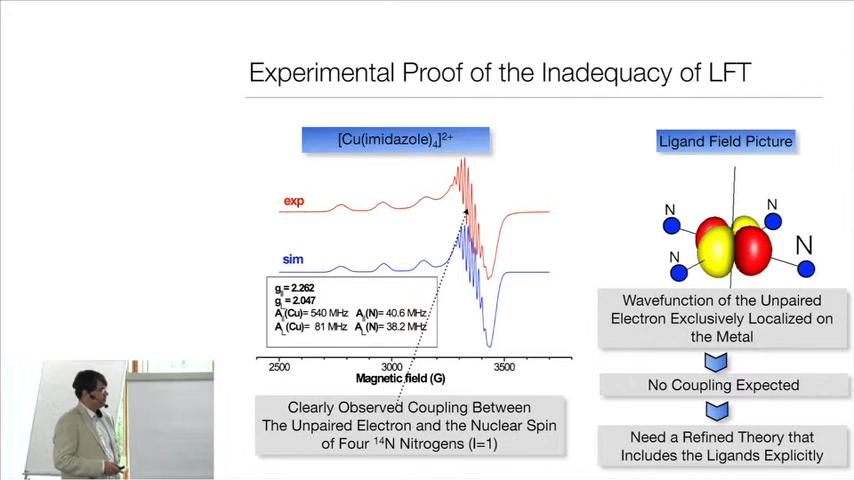 Experimental Proof of the Inadequacy of LFT
[Cu(imidazole)₄]²⁺
exp
sim
g||= 2.262
g⊥= 2.047
A||(Cu)= 540 MHz A||(N)= 40.6 MHz
A⊥(Cu)= 81 MHz A⊥(N)= 38.2 MHz
2500 3000 3500
Magnetic field (G)
Clearly Observed Coupling Between
The Unpaired Electron and the Nuclear Spin
of Four ¹⁴N Nitrogens (I=1)
Ligand Field Picture
N
N
N
N
Wavefunction of the Unpaired
Electron Exclusively Localized on
the Metal
No Coupling Expected
Need a Refined Theory that
Includes the Ligands Explicitly